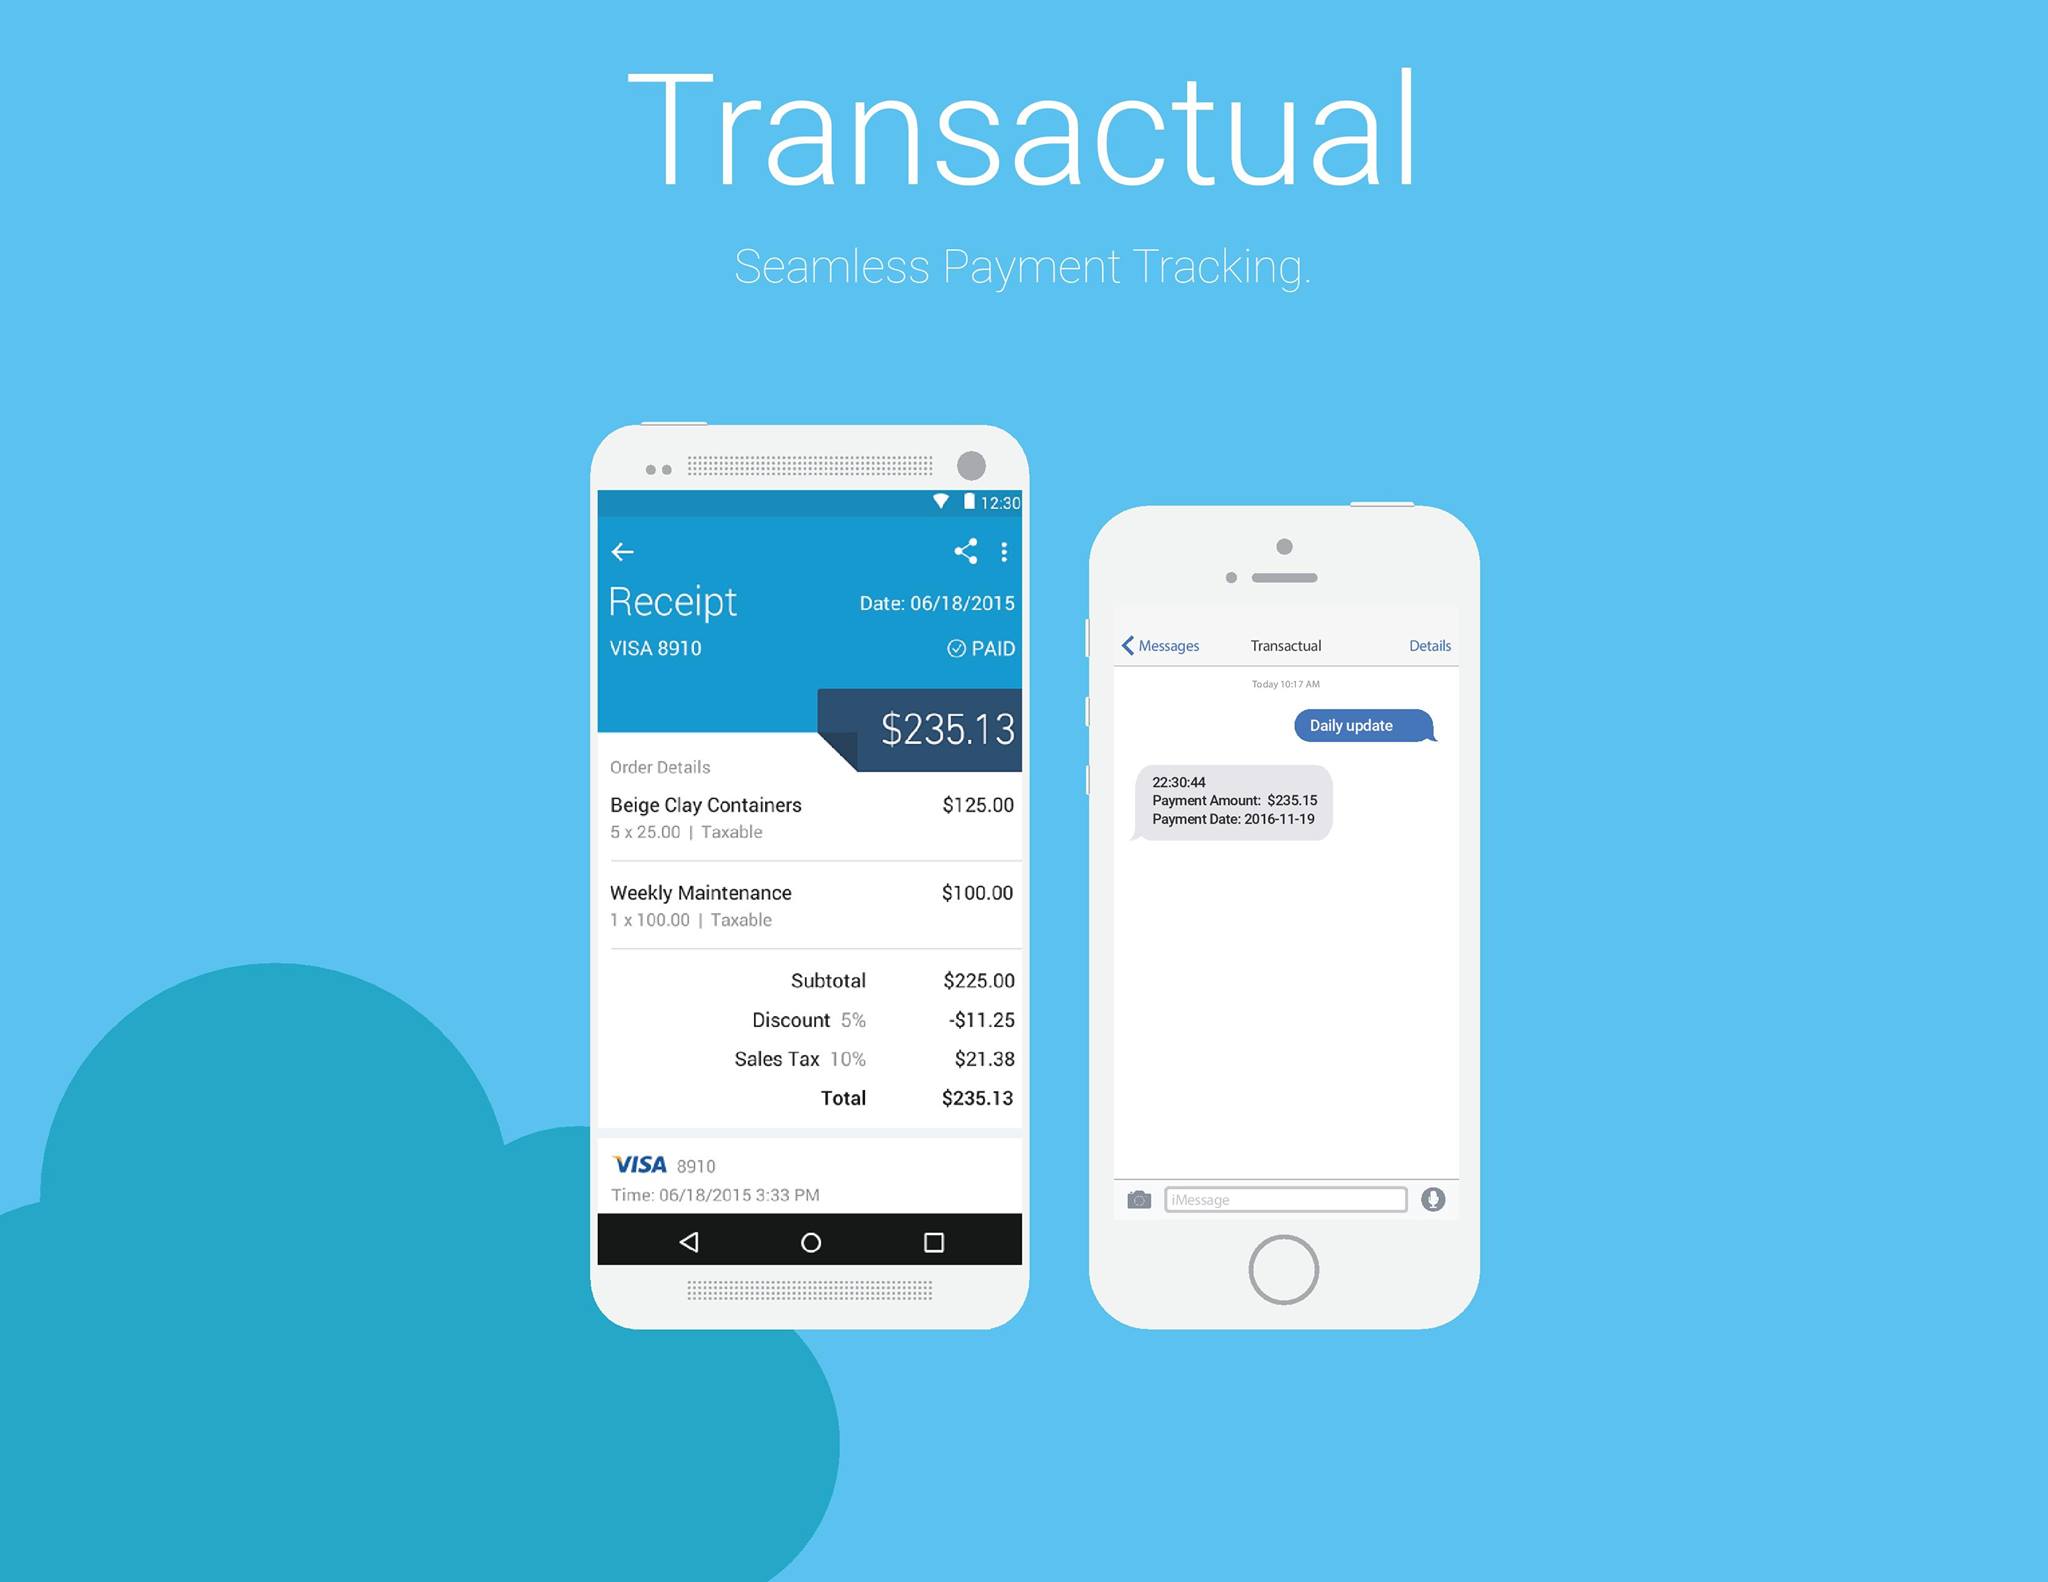 Transactual
Seamless Payment Tracking.
12:30
Receipt
Date: 06/18/2015
VISA 8910
PAID
$235.13
Order Details
Beige Clay Containers $125.00
5 x 25.00 | Taxable
Weekly Maintenance $100.00
1 x 100.00 | Taxable
Subtotal $225.00
Discount 5% -$11.25
Sales Tax 10% $21.38
Total $235.13
VISA 8910
Time: 06/18/2015 3:33 PM
Messages Transactual Details
Today 10:17 AM
Daily update
22:30:44
Payment Amount: $235.15
Payment Date: 2016-11-19
iMessage